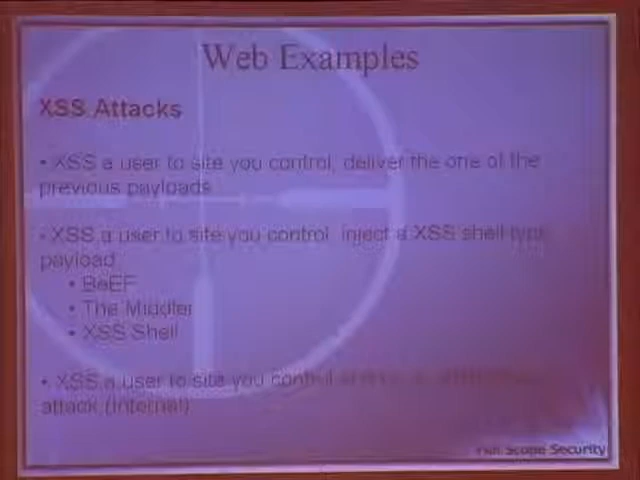 Web Examples
XSS Attacks
• XSS a user to site you control, deliver the one of the
previous payloads
• XSS a user to site you control, inject a XSS shell type
payload
• BeEF
• The Middler
• XSS Shell
• XSS a user to site you control
attack (Internal)
Full Scope Security